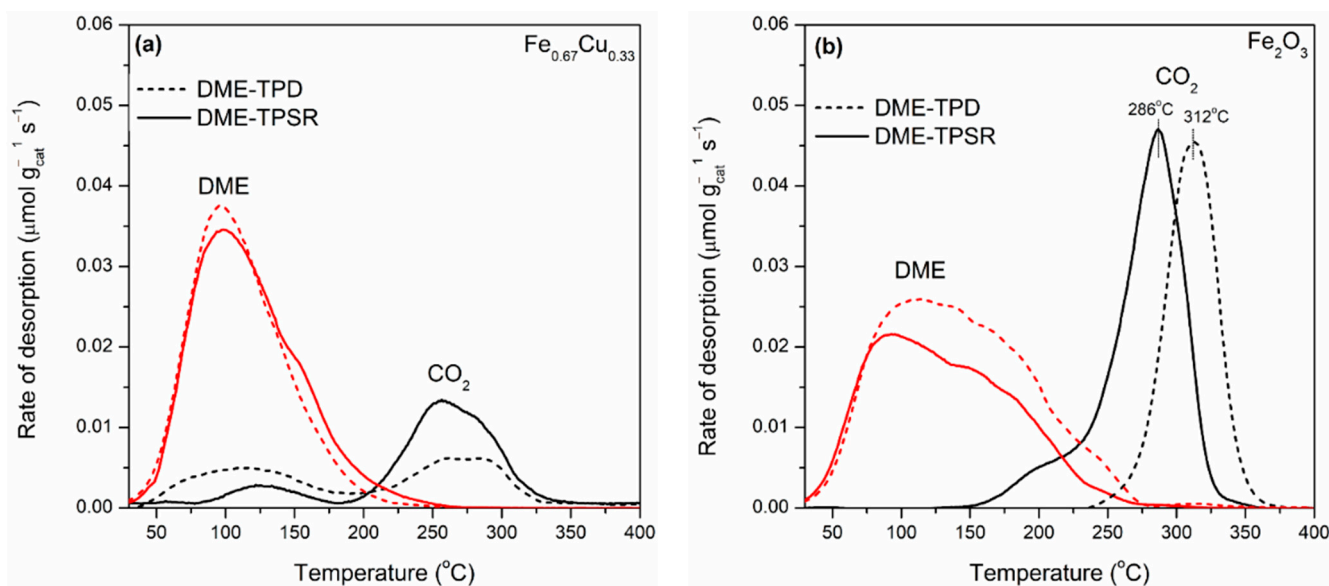 (a)
Fe0.67Cu0.33
DME-TPD
DME-TPSR
DME
CO2
0.06
0.05
0.04
0.03
0.02
0.01
0.00
50 100 150 200 250 300 350 400
Rate of desorption (μmol gcat−1 s−1)
Temperature (oC)
(b)
Fe2O3
DME-TPD
DME-TPSR
CO2
286oC
312oC
DME
0.06
0.05
0.04
0.03
0.02
0.01
0.00
50 100 150 200 250 300 350 400
Rate of desorption (μmol gcat−1 s−1)
Temperature (oC)